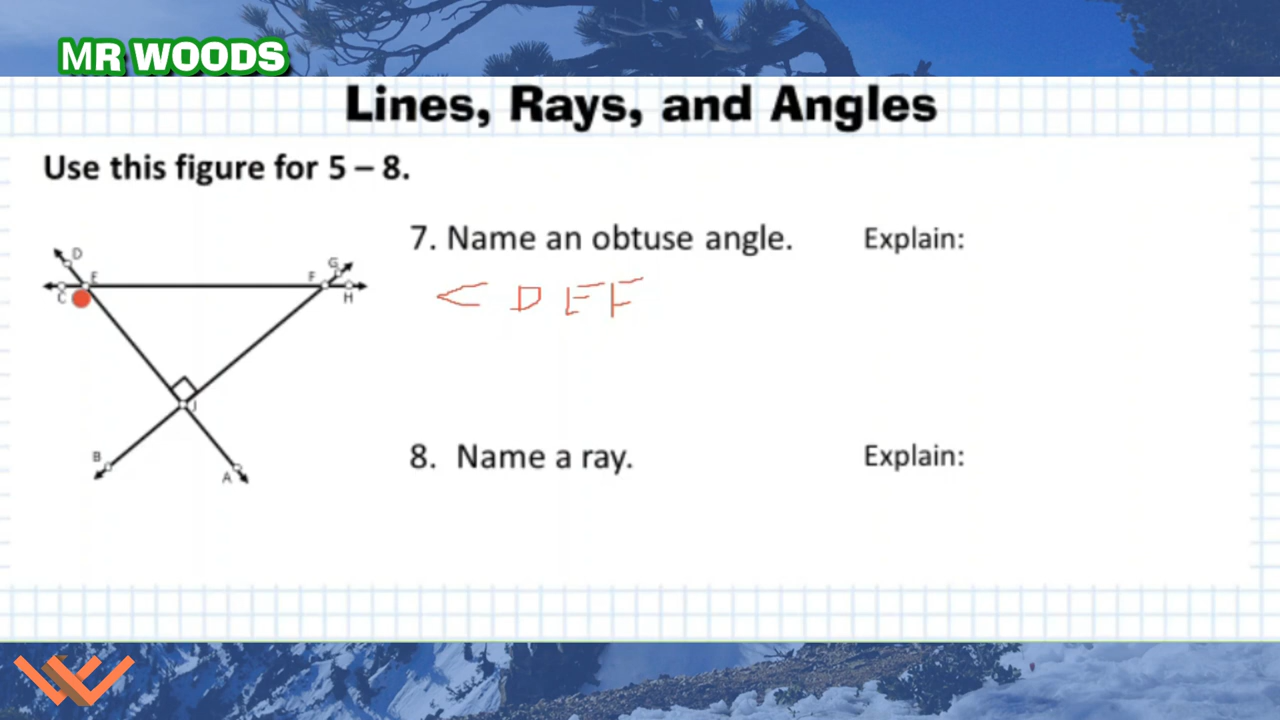 MR WOODS
Lines, Rays, and Angles
Use this figure for 5 – 8.
7. Name an obtuse angle. Explain:
< D E F
D
E
C
F
G
H
J
B
A
8. Name a ray. Explain: